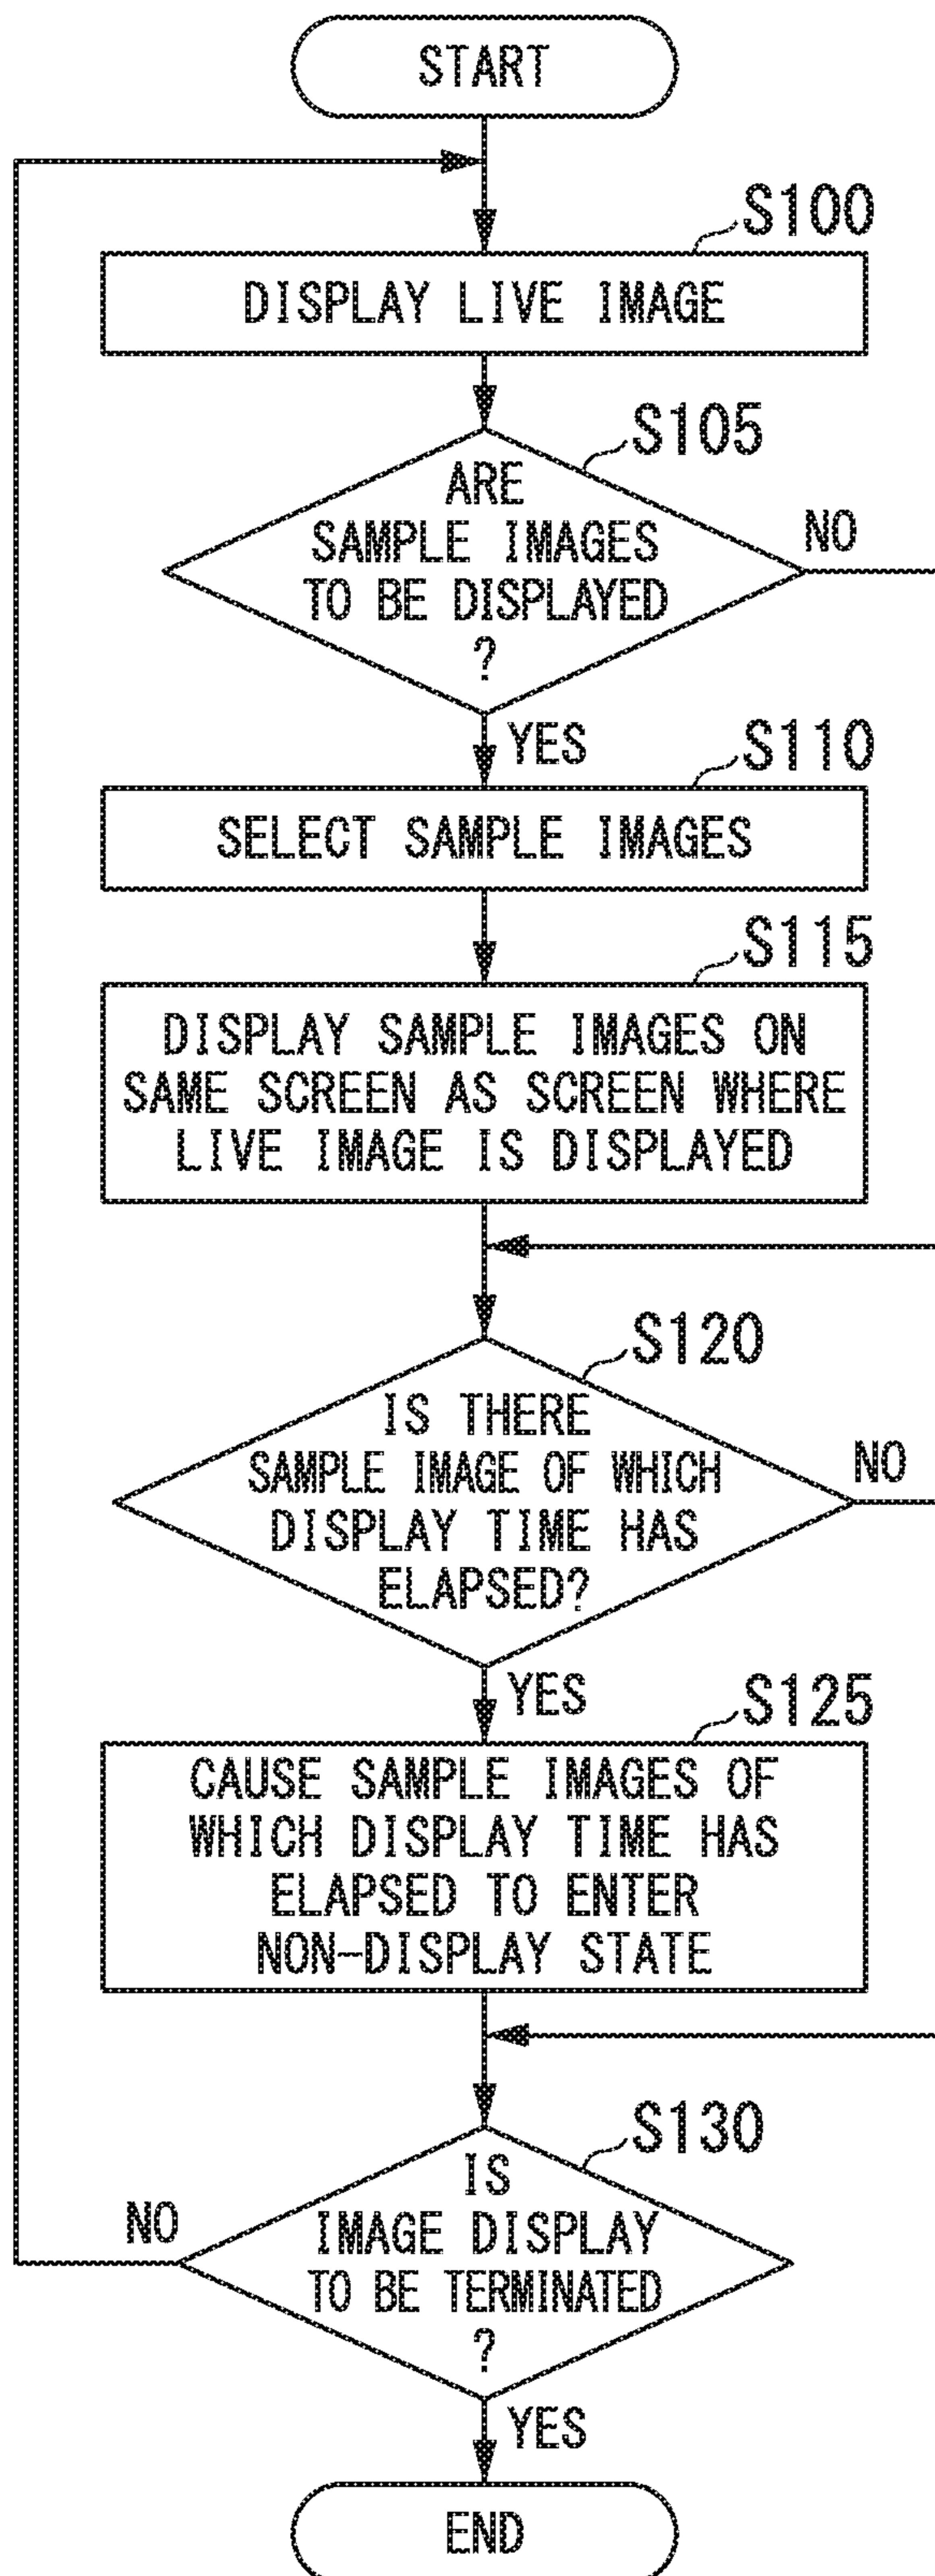 START
S100
DISPLAY LIVE IMAGE
S105
ARE
SAMPLE IMAGES
TO BE DISPLAYED
?
NO
YES
S110
SELECT SAMPLE IMAGES
S115
DISPLAY SAMPLE IMAGES ON
SAME SCREEN AS SCREEN WHERE
LIVE IMAGE IS DISPLAYED
S120
IS THERE
SAMPLE IMAGE OF WHICH
DISPLAY TIME HAS
ELAPSED?
NO
YES
S125
CAUSE SAMPLE IMAGES OF
WHICH DISPLAY TIME HAS
ELAPSED TO ENTER
NON-DISPLAY STATE
S130
IS
IMAGE DISPLAY
TO BE TERMINATED
?
NO
YES
END